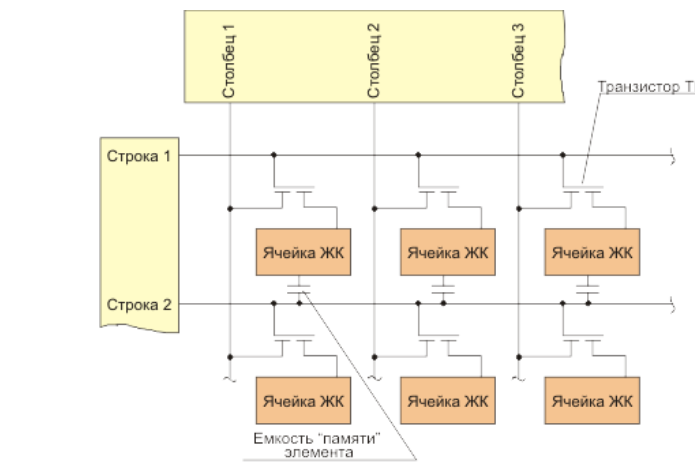 Столбец 1
Столбец 2
Столбец 3
Транзистор
Строка 1
Ячейка ЖК
Ячейка ЖК
Ячейка ЖК
Строка 2
Ячейка ЖК
Ячейка ЖК
Ячейка ЖК
Емкость "памяти"
элемента